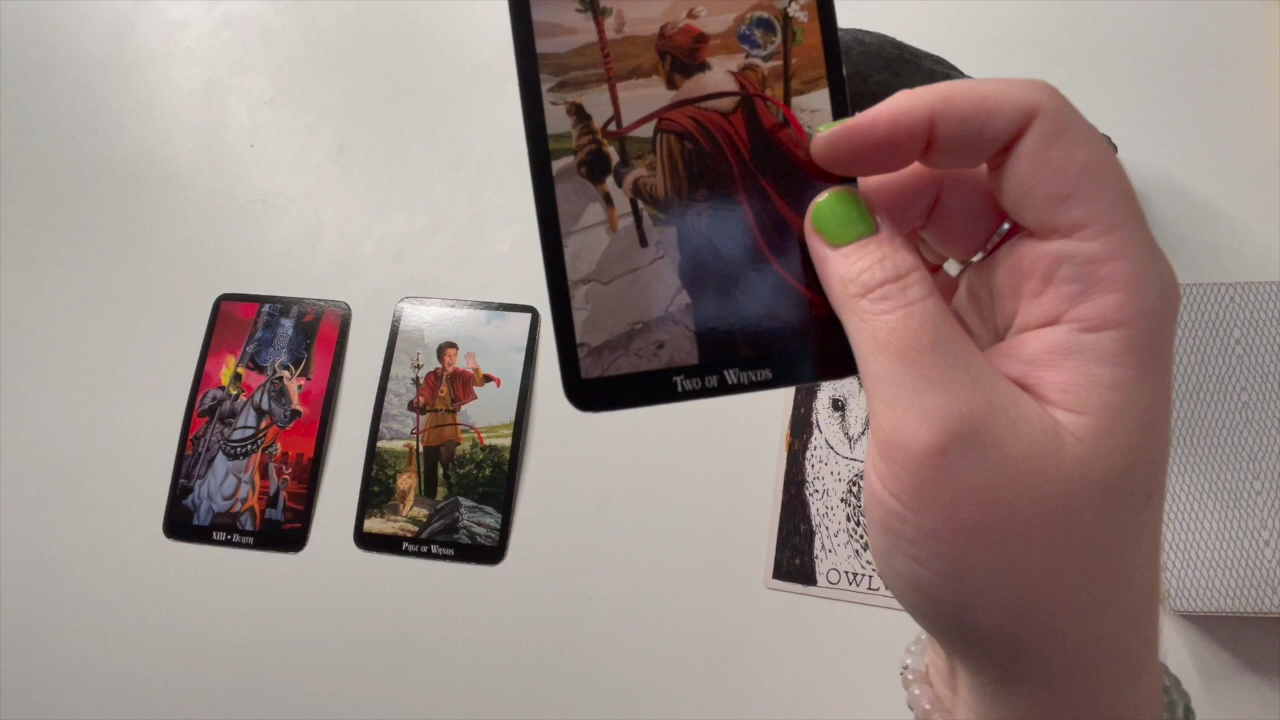 Two of Wands
XIII • Death
Page of Wands
OWL